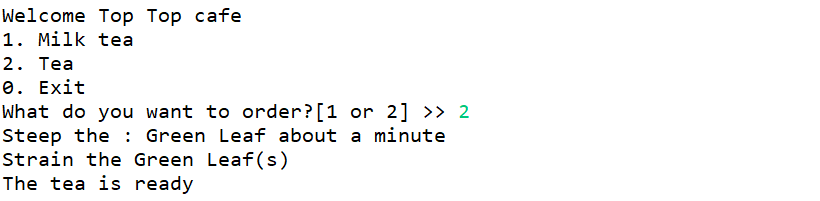 Welcome Top Top cafe
1. Milk tea
2. Tea
0. Exit
What do you want to order?[1 or 2] >> 2
Steep the : Green Leaf about a minute
Strain the Green Leaf(s)
The tea is ready